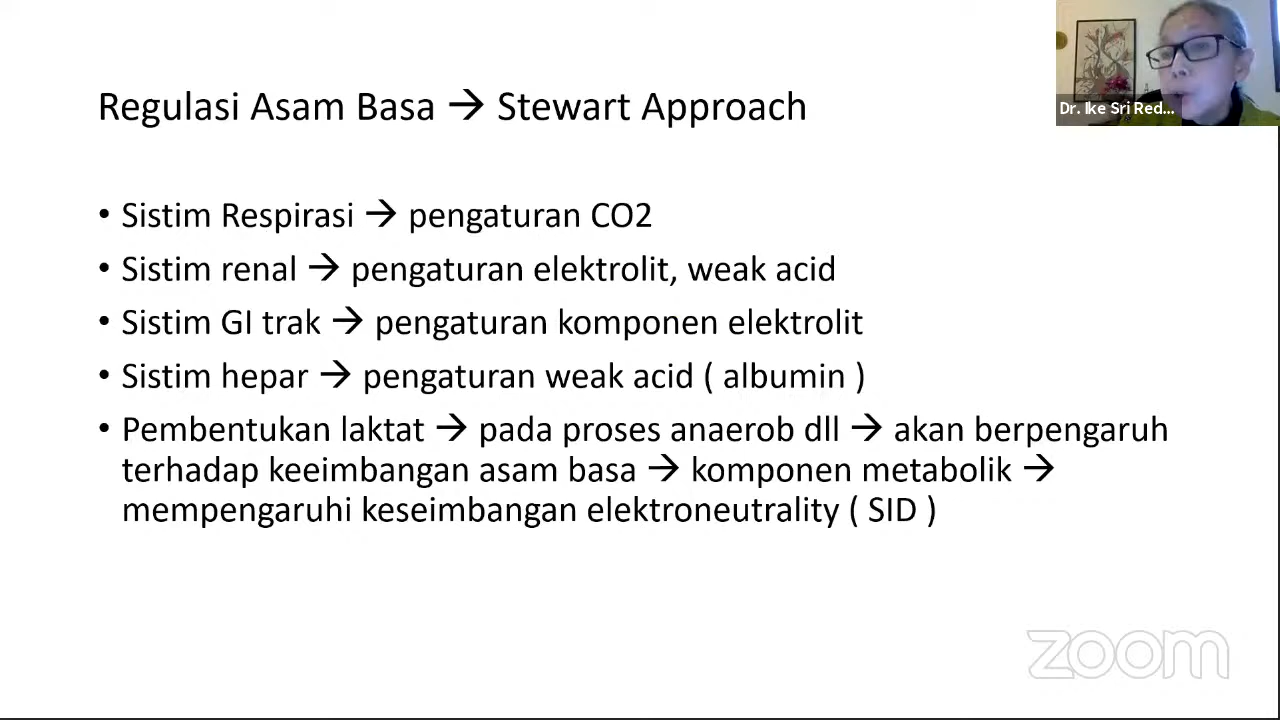 Regulasi Asam Basa → Stewart Approach
Dr. Ike Sri Red...
• Sistim Respirasi → pengaturan CO2
• Sistim renal → pengaturan elektrolit, weak acid
• Sistim GI trak → pengaturan komponen elektrolit
• Sistim hepar → pengaturan weak acid ( albumin )
• Pembentukan laktat → pada proses anaerob dll → akan berpengaruh
terhadap keeimbangan asam basa → komponen metabolik →
mempengaruhi keseimbangan elektroneutrality ( SID )
zoom